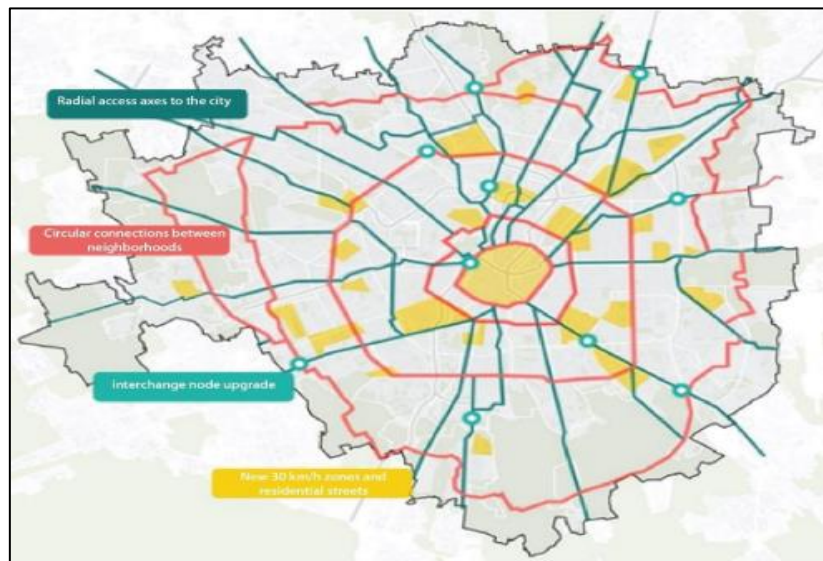 Radial access axes to the city
Circular connections between
neighborhoods
interchange node upgrade
New 30 km/h zones and
residential streets